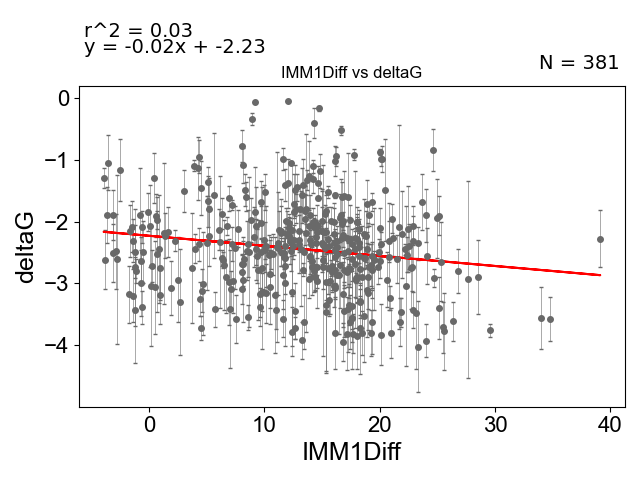 r^2 = 0.03
y = -0.02x + -2.23
N = 381
IMM1Diff vs deltaG
0
−1
−2
−3
−4
deltaG
0 10 20 30 40
IMM1Diff